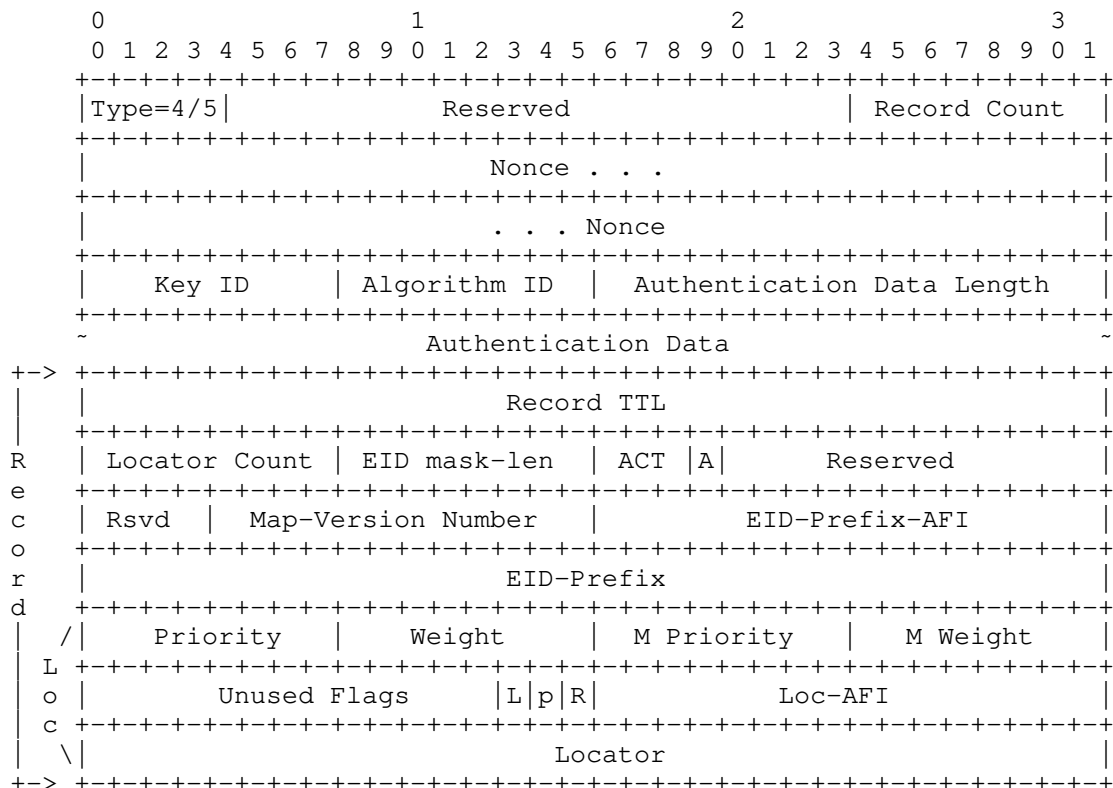 0                   1                   2                   3
        0 1 2 3 4 5 6 7 8 9 0 1 2 3 4 5 6 7 8 9 0 1 2 3 4 5 6 7 8 9 0 1
       +-+-+-+-+-+-+-+-+-+-+-+-+-+-+-+-+-+-+-+-+-+-+-+-+-+-+-+-+-+-+-+-+
       |Type=4/5|             Reserved                 | Record Count  |
       +-+-+-+-+-+-+-+-+-+-+-+-+-+-+-+-+-+-+-+-+-+-+-+-+-+-+-+-+-+-+-+-+
       |                         Nonce . . .                           |
       +-+-+-+-+-+-+-+-+-+-+-+-+-+-+-+-+-+-+-+-+-+-+-+-+-+-+-+-+-+-+-+-+
       |                         . . . Nonce                           |
       +-+-+-+-+-+-+-+-+-+-+-+-+-+-+-+-+-+-+-+-+-+-+-+-+-+-+-+-+-+-+-+-+
       |    Key ID     | Algorithm ID  |  Authentication Data Length   |
       +-+-+-+-+-+-+-+-+-+-+-+-+-+-+-+-+-+-+-+-+-+-+-+-+-+-+-+-+-+-+-+-+
       ~                     Authentication Data                       ~
   +-> +-+-+-+-+-+-+-+-+-+-+-+-+-+-+-+-+-+-+-+-+-+-+-+-+-+-+-+-+-+-+-+-+
   |   |                          Record TTL                           |
   |   +-+-+-+-+-+-+-+-+-+-+-+-+-+-+-+-+-+-+-+-+-+-+-+-+-+-+-+-+-+-+-+-+
   R   | Locator Count | EID mask-len  | ACT |A|      Reserved         |
   e   +-+-+-+-+-+-+-+-+-+-+-+-+-+-+-+-+-+-+-+-+-+-+-+-+-+-+-+-+-+-+-+-+
   c   | Rsvd  |  Map-Version Number   |         EID-Prefix-AFI        |
   o   +-+-+-+-+-+-+-+-+-+-+-+-+-+-+-+-+-+-+-+-+-+-+-+-+-+-+-+-+-+-+-+-+
   r   |                          EID-Prefix                           |
   d   +-+-+-+-+-+-+-+-+-+-+-+-+-+-+-+-+-+-+-+-+-+-+-+-+-+-+-+-+-+-+-+-+
   |  /|    Priority   |    Weight     |  M Priority   |   M Weight    |
   | L +-+-+-+-+-+-+-+-+-+-+-+-+-+-+-+-+-+-+-+-+-+-+-+-+-+-+-+-+-+-+-+-+
   | o |        Unused Flags     |L|p|R|           Loc-AFI             |
   | c +-+-+-+-+-+-+-+-+-+-+-+-+-+-+-+-+-+-+-+-+-+-+-+-+-+-+-+-+-+-+-+-+
   |  \|                             Locator                           |
   +-> +-+-+-+-+-+-+-+-+-+-+-+-+-+-+-+-+-+-+-+-+-+-+-+-+-+-+-+-+-+-+-+-+